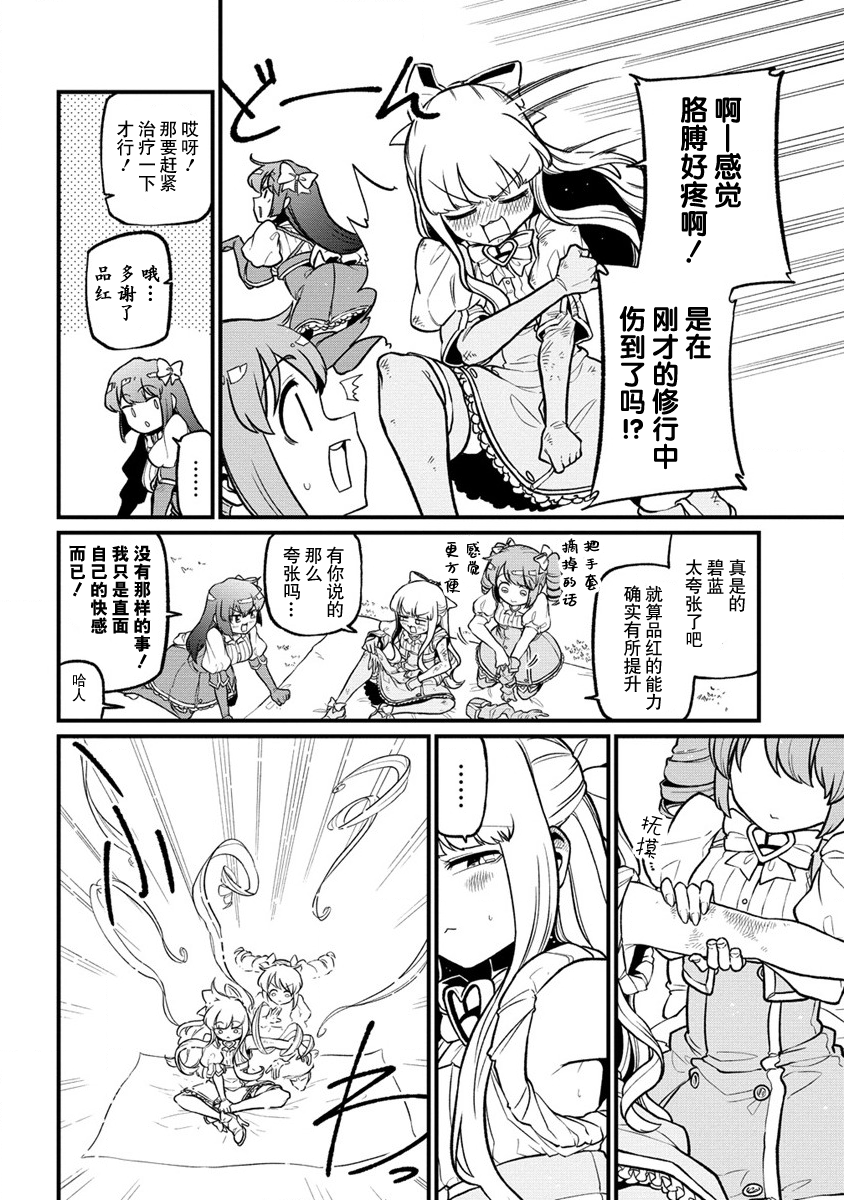 啊—感觉
胳膊好疼啊！
是在
刚才的修行中
伤到了吗!?
どーん
哎呀！
那要赶紧
治疗一下
才行！
哦…
多谢了
品红
……
真是的
碧蓝
太夸张了吧
就算品红的能力
确实有所提升
把手套
摘掉的话
感觉
更方便
有你说的
那么
夸张吗…
没有那样的事！
我只是直面
自己的快感
而已！
哈人
抚摸…
……